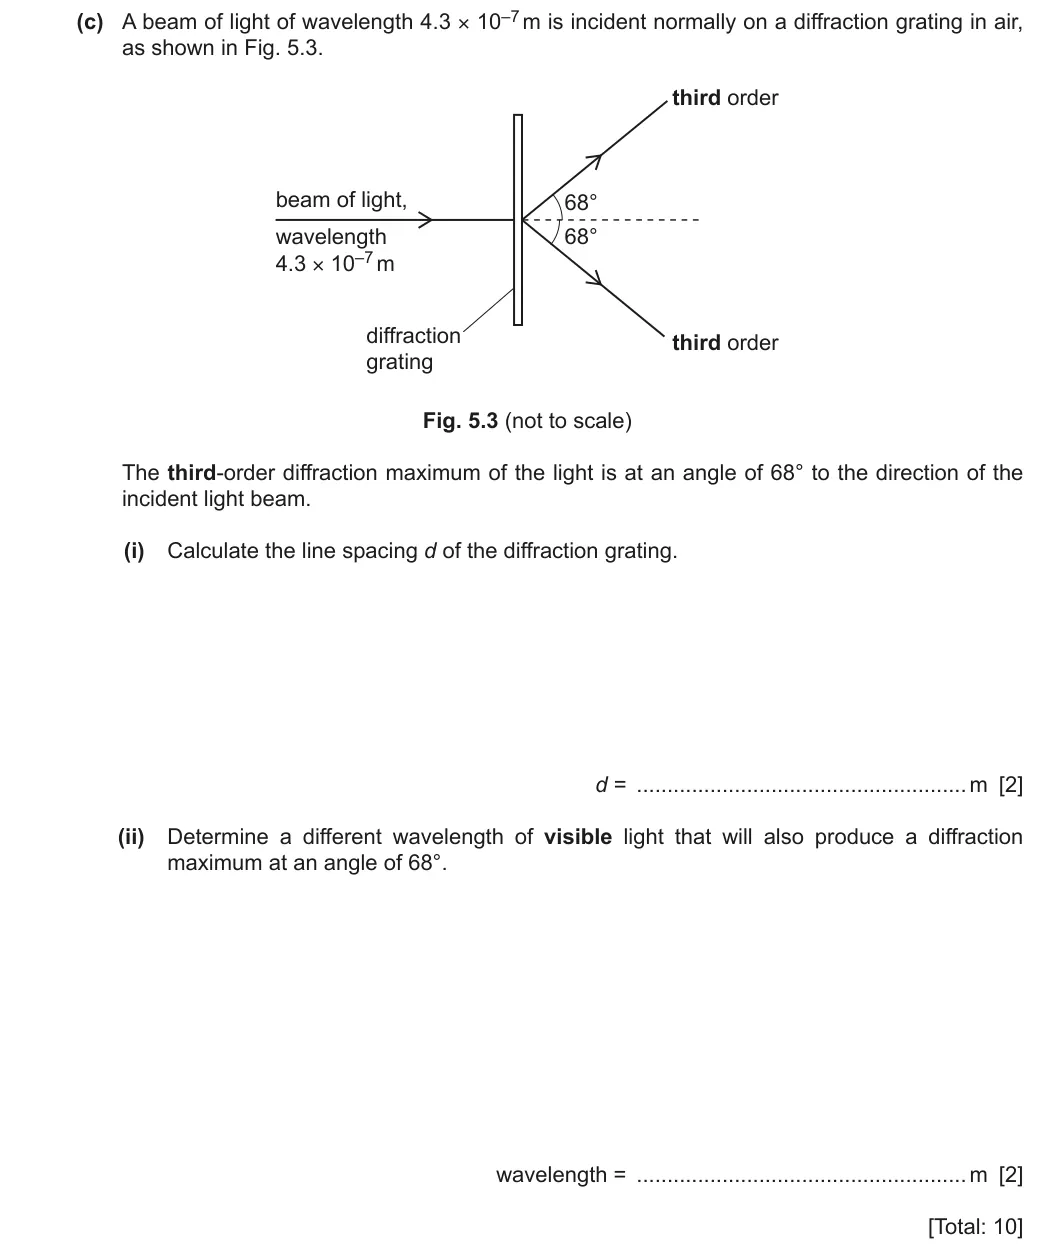 (c) A beam of light of wavelength 4.3 × 10⁻⁷ m is incident normally on a diffraction grating in air,
as shown in Fig. 5.3.
third order
beam of light,
68°
wavelength
68°
4.3 × 10⁻⁷ m
diffraction
third order
grating
Fig. 5.3 (not to scale)
The third-order diffraction maximum of the light is at an angle of 68° to the direction of the
incident light beam.
(i) Calculate the line spacing d of the diffraction grating.
d = ...................................................... m [2]
(ii) Determine a different wavelength of visible light that will also produce a diffraction
maximum at an angle of 68°.
wavelength = ...................................................... m [2]
[Total: 10]